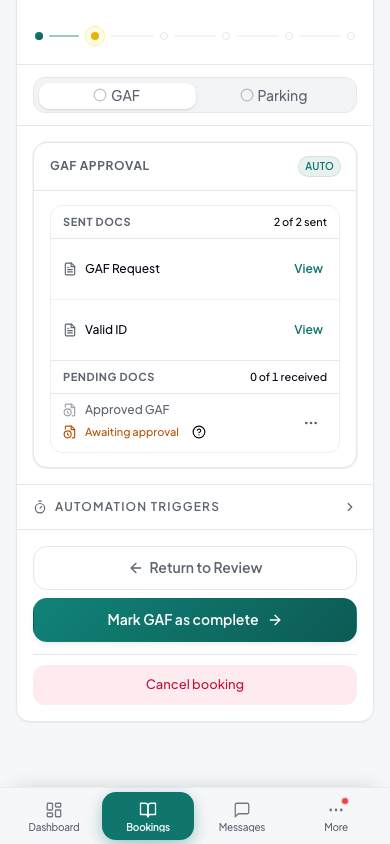 GAF
Parking
GAF APPROVAL
AUTO
SENT DOCS
2 of 2 sent
GAF Request
View
Valid ID
View
PENDING DOCS
0 of 1 received
Approved GAF
Awaiting approval
AUTOMATION TRIGGERS
Return to Review
Mark GAF as complete
Cancel booking
Dashboard
Bookings
Messages
More